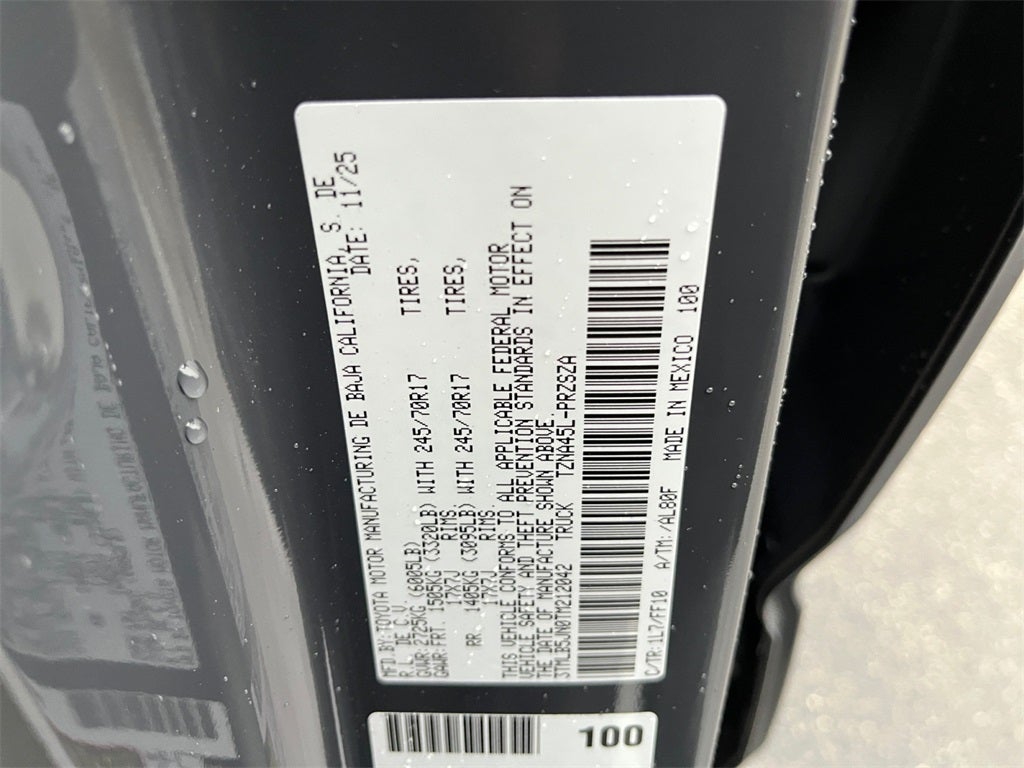 MFD.BY:TOYOTA MOTOR MANUFACTURING DE BAJA CALIFORNIA, S. DE
R.L. DE C.V. DATE: 11/25
GVWR: 2725KG (6005LB)
GAWR:FRT. 1505KG (3320LB) WITH 245/70R17 TIRES,
17X7J RIMS.
RR. 1405KG (3095LB) WITH 245/70R17 TIRES,
17X7J RIMS.
THIS VEHICLE CONFORMS TO ALL APPLICABLE FEDERAL MOTOR
VEHICLE SAFETY AND THEFT PREVENTION STANDARDS IN EFFECT ON
THE DATE OF MANUFACTURE SHOWN ABOVE.
3TMLB5JN0TM212042 TRUCK TZNA45L-PRZSZA
C/TR:1L7/FF10 A/TM:/AL80F MADE IN MEXICO 100
100